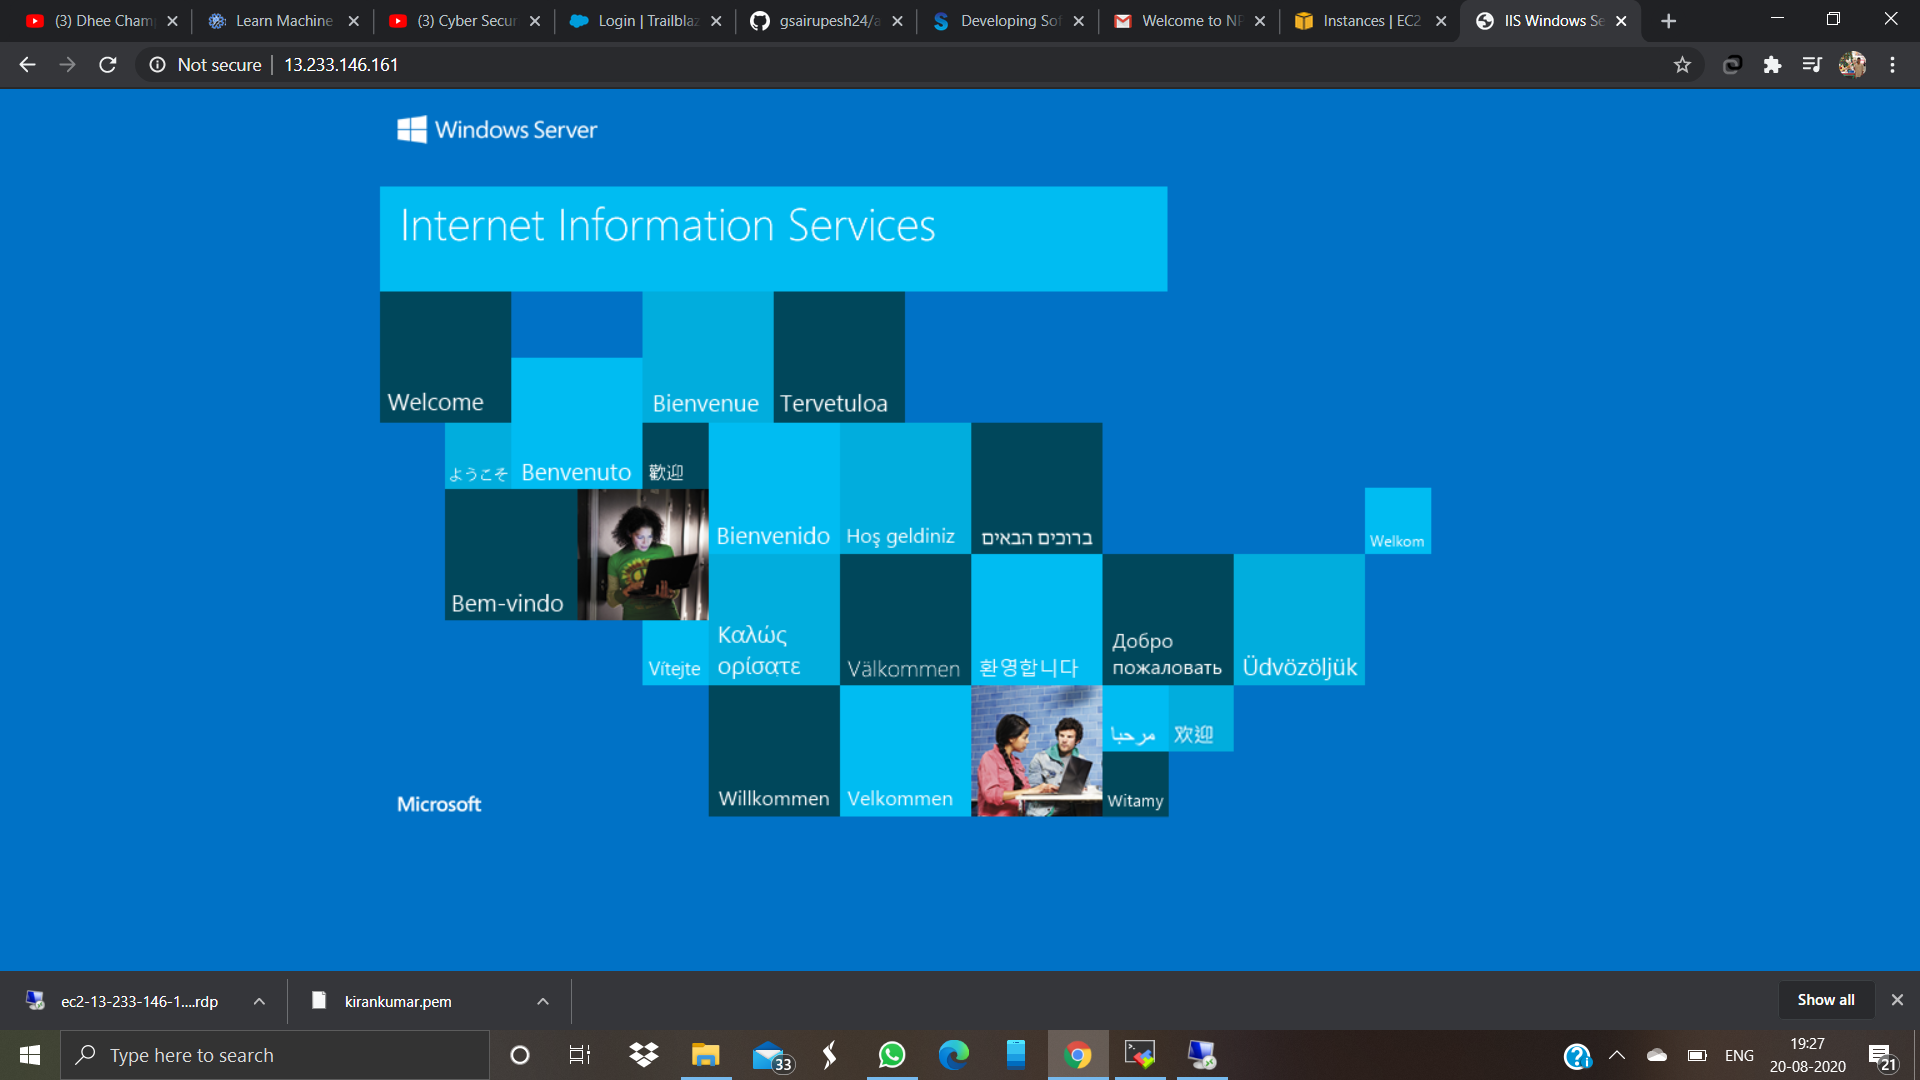 (3) Dhee Cham
Learn Machine
(3) Cyber Secur
Login | Trailblaz
gsairupesh24/a
Developing Sof
Welcome to NP
Instances | EC2
IIS Windows Se
Not secure
13.233.146.161
Windows Server
Internet Information Services
Welcome
Bienvenue
Tervetuloa
ようこそ
Benvenuto
歡迎
Bienvenido
Hoş geldiniz
ברוכים הבאים
Welkom
Bem-vindo
Vítejte
Καλώς
ορίσατε
Välkommen
환영합니다
Добро
пожаловать
Üdvözöljük
مرحبا
欢迎
Willkommen
Velkommen
Witamy
Microsoft
ec2-13-233-146-1....rdp
kirankumar.pem
Show all
Type here to search
33
ENG
19:27
20-08-2020
21